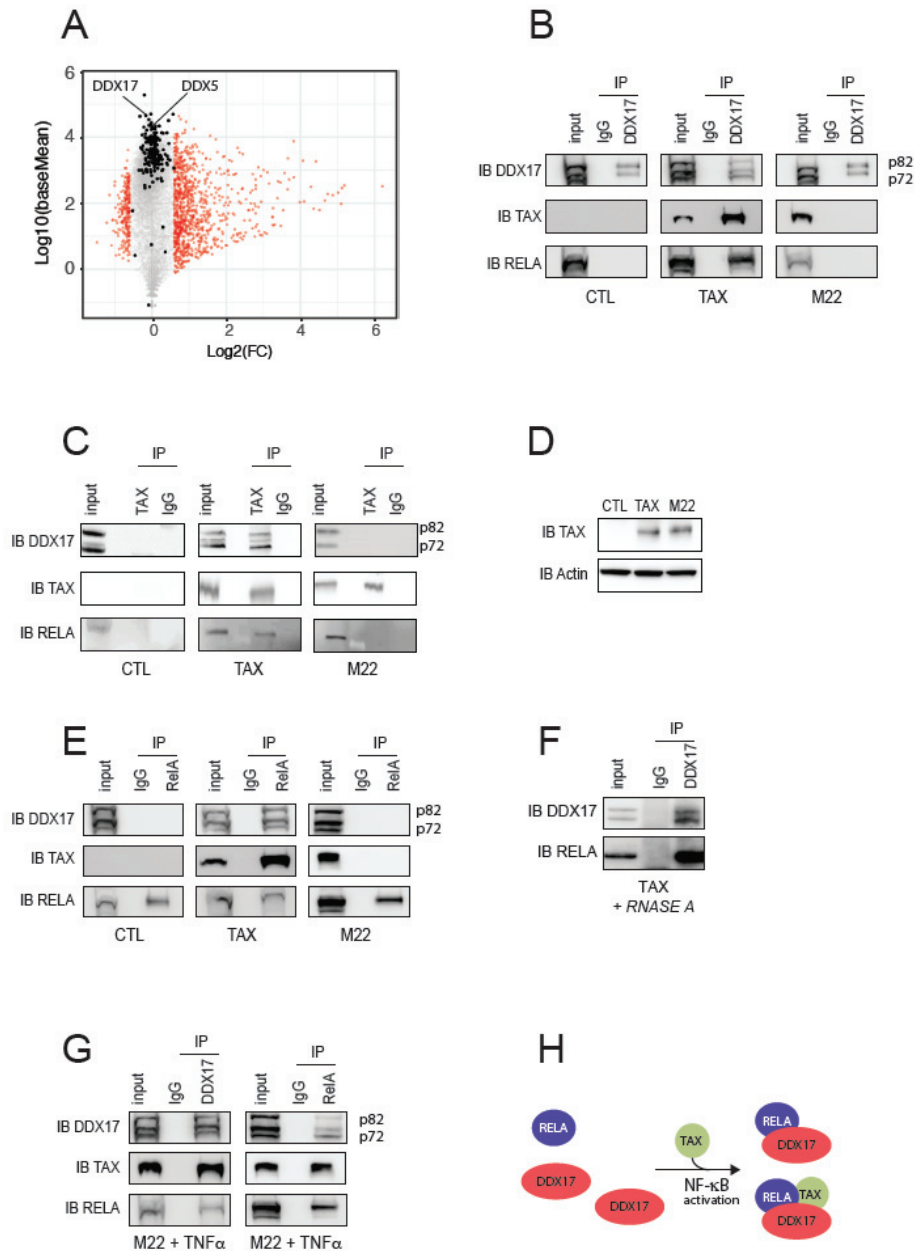 A
DDX17
DDX5
6
4
2
0
Log10(baseMean)
0
2
4
6
Log2(FC)
B
IP
IP
IP
input
IgG
DDX17
input
IgG
DDX17
input
IgG
DDX17
IB DDX17
p82
p72
IB TAX
IB RELA
CTL
TAX
M22
C
IP
IP
IP
input
TAX
IgG
input
TAX
IgG
input
TAX
IgG
IB DDX17
p82
p72
IB TAX
IB RELA
CTL
TAX
M22
D
CTL TAX M22
IB TAX
IB Actin
E
IP
IP
IP
input
IgG
RelA
input
IgG
RelA
input
IgG
RelA
IB DDX17
p82
p72
IB TAX
IB RELA
CTL
TAX
M22
F
IP
input
IgG
DDX17
IB DDX17
IB RELA
TAX
+ RNASE A
G
IP
IP
input
IgG
DDX17
input
IgG
RelA
IB DDX17
p82
p72
IB TAX
IB RELA
M22 + TNFα
M22 + TNFα
H
RELA
DDX17
DDX17
TAX
NF-κB
activation
RELA
DDX17
RELA
TAX
DDX17